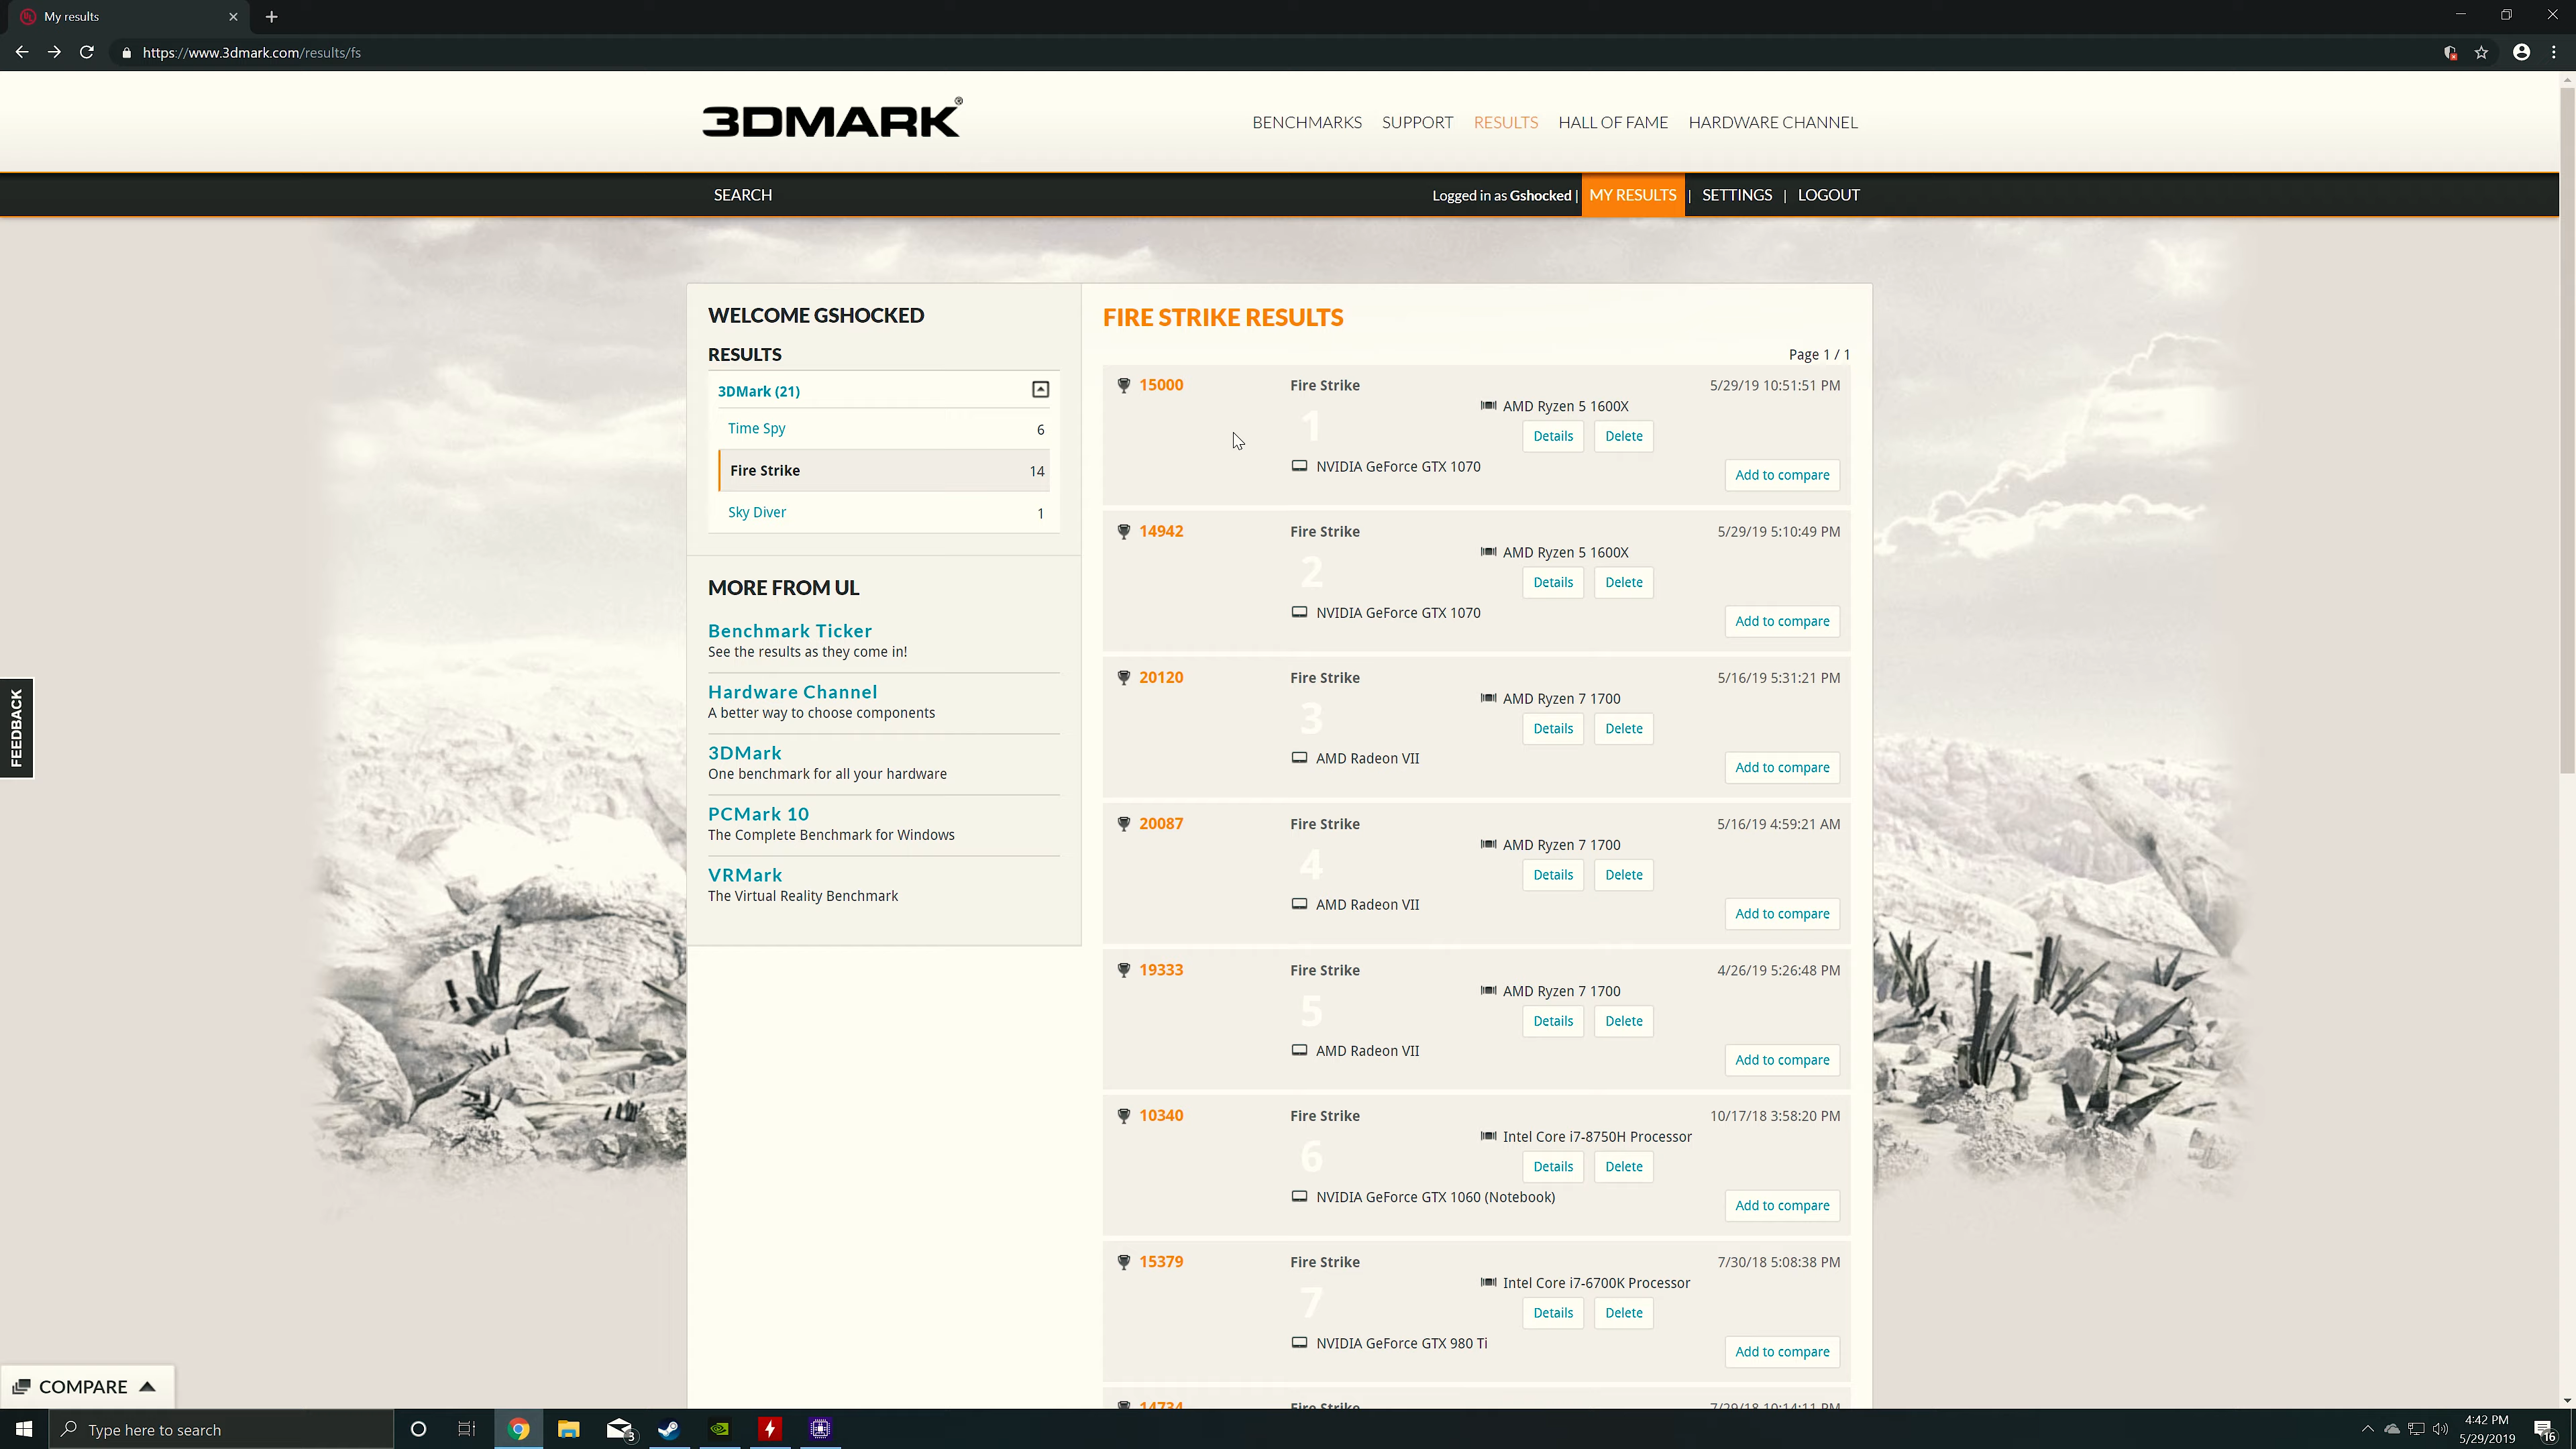 My results
https://www.3dmark.com/results/fs
3DMARK®
BENCHMARKS SUPPORT RESULTS HALL OF FAME HARDWARE CHANNEL
SEARCH
Logged in as Gshocked | MY RESULTS | SETTINGS | LOGOUT
WELCOME GSHOCKED
RESULTS
3DMark (21)
Time Spy 6
Fire Strike 14
Sky Diver 1
MORE FROM UL
Benchmark Ticker
See the results as they come in!
Hardware Channel
A better way to choose components
3DMark
One benchmark for all your hardware
PCMark 10
The Complete Benchmark for Windows
VRMark
The Virtual Reality Benchmark
FIRE STRIKE RESULTS
Page 1 / 1
15000 Fire Strike 5/29/19 10:51:51 PM
AMD Ryzen 5 1600X
1
Details Delete
NVIDIA GeForce GTX 1070
Add to compare
14942 Fire Strike 5/29/19 5:10:49 PM
AMD Ryzen 5 1600X
2
Details Delete
NVIDIA GeForce GTX 1070
Add to compare
20120 Fire Strike 5/16/19 5:31:21 PM
AMD Ryzen 7 1700
3
Details Delete
AMD Radeon VII
Add to compare
20087 Fire Strike 5/16/19 4:59:21 AM
AMD Ryzen 7 1700
4
Details Delete
AMD Radeon VII
Add to compare
19333 Fire Strike 4/26/19 5:26:48 PM
AMD Ryzen 7 1700
5
Details Delete
AMD Radeon VII
Add to compare
10340 Fire Strike 10/17/18 3:58:20 PM
Intel Core i7-8750H Processor
6
Details Delete
NVIDIA GeForce GTX 1060 (Notebook)
Add to compare
15379 Fire Strike 7/30/18 5:08:38 PM
Intel Core i7-6700K Processor
7
Details Delete
NVIDIA GeForce GTX 980 Ti
Add to compare
14734 Fire Strike 7/29/18 10:14:11 PM
FEEDBACK
COMPARE
Type here to search
3
4:42 PM
5/29/2019
16